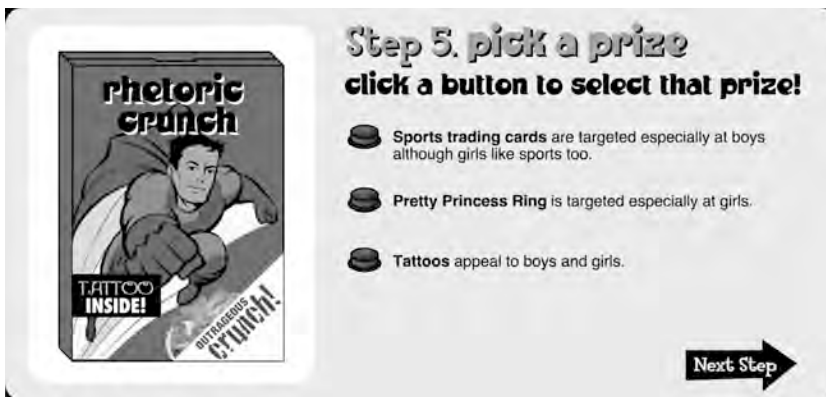 rhetoric
crunch
TATTOO
INSIDE!
OUTRAGEOUS
crunch!
Step 5. pick a prize
click a button to select that prize!
Sports trading cards are targeted especially at boys
although girls like sports too.
Pretty Princess Ring is targeted especially at girls.
Tattoos appeal to boys and girls.
Next Step